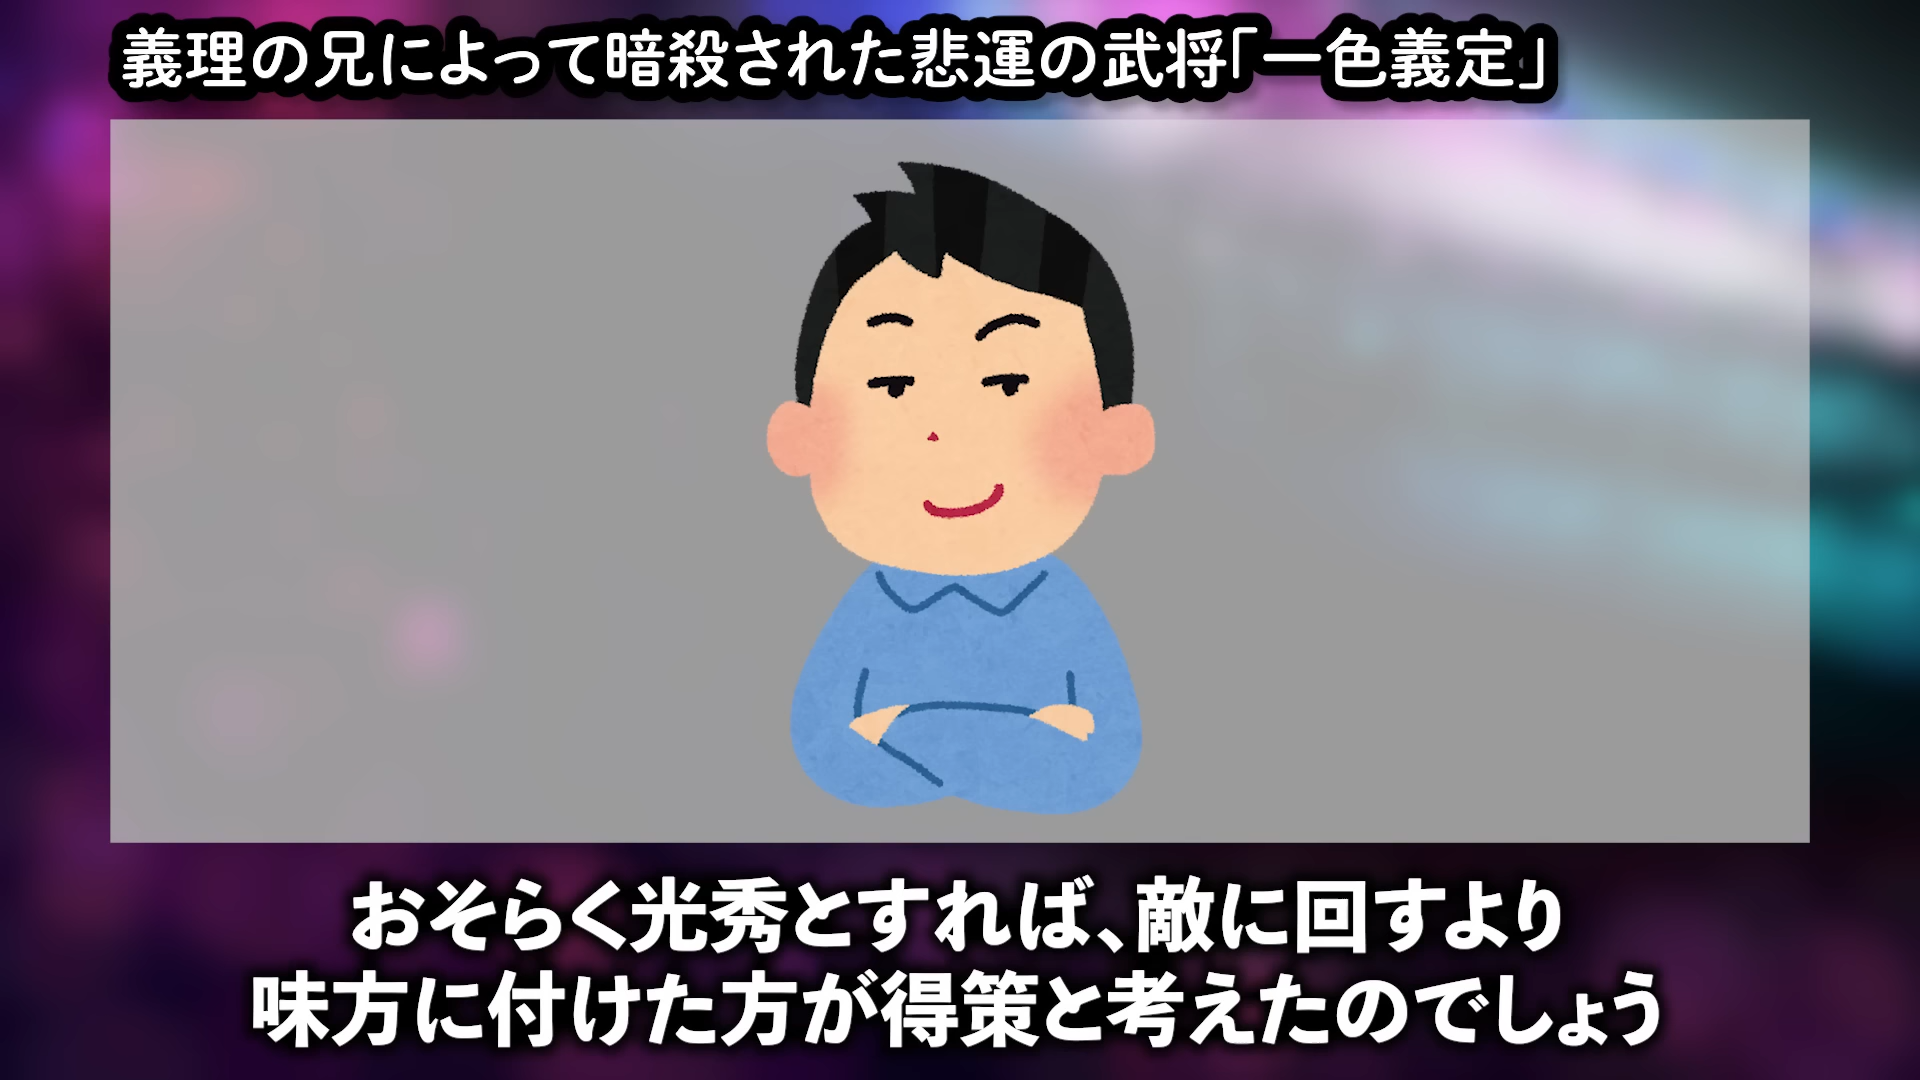 義理の兄によって暗殺された悲運の武将「一色義定」
おそらく光秀とすれば、敵に回すより
味方に付けた方が得策と考えたのでしょう